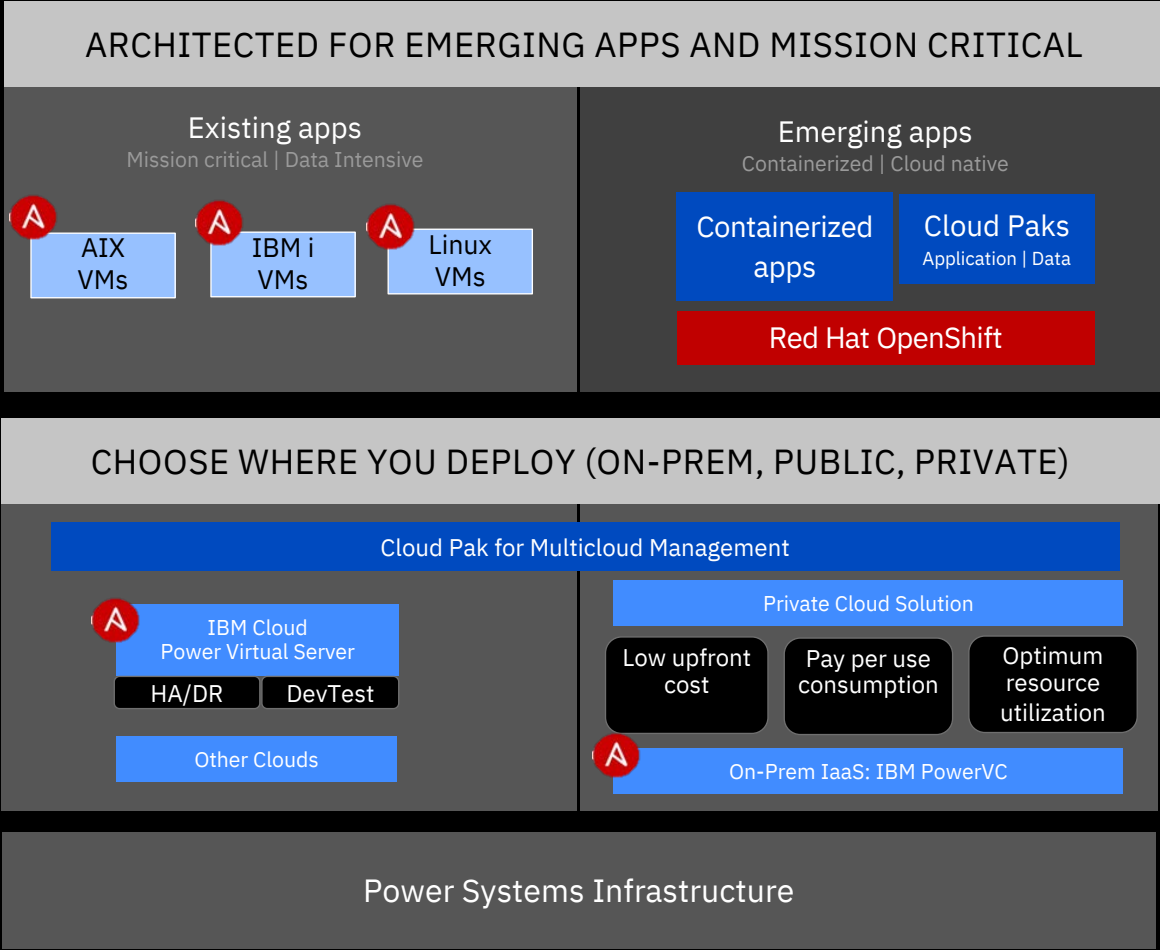 ARCHITECTED FOR EMERGING APPS AND MISSION CRITICAL
Existing apps
Mission critical | Data Intensive
AIX
VMs
IBM i
VMs
Linux
VMs
Emerging apps
Containerized | Cloud native
Containerized
apps
Cloud Paks
Application | Data
Red Hat OpenShift
CHOOSE WHERE YOU DEPLOY (ON-PREM, PUBLIC, PRIVATE)
Cloud Pak for Multicloud Management
IBM Cloud
Power Virtual Server
HA/DR
DevTest
Other Clouds
Private Cloud Solution
Low upfront
cost
Pay per use
consumption
Optimum
resource
utilization
On-Prem IaaS: IBM PowerVC
Power Systems Infrastructure